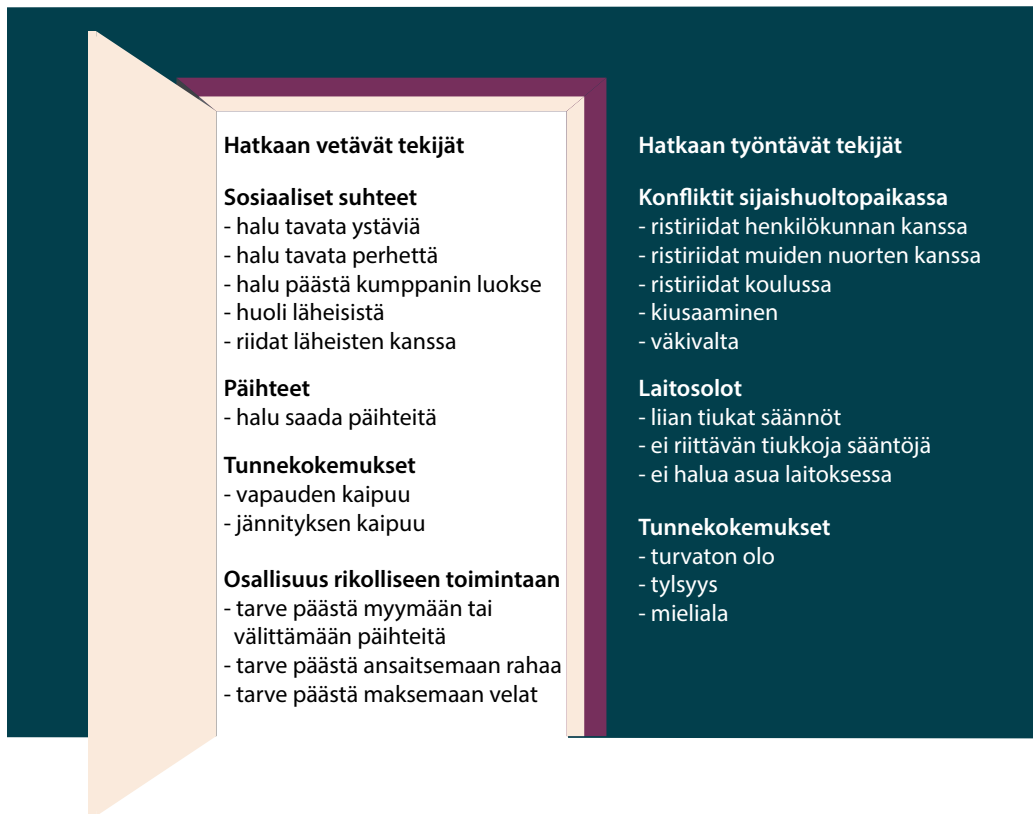 Hatkaan vetävät tekijät
Sosiaaliset suhteet
- halu tavata ystäviä
- halu tavata perhettä
- halu päästä kumppanin luokse
- huoli läheisistä
- riidat läheisten kanssa
Päihteet
- halu saada päihteitä
Tunnekokemukset
- vapauden kaipuu
- jännityksen kaipuu
Osallisuus rikolliseen toimintaan
- tarve päästä myymään tai
välittämään päihteitä
- tarve päästä ansaitsemaan rahaa
- tarve päästä maksemaan velat
Hatkaan työntävät tekijät
Konfliktit sijaishuoltopaikassa
- ristiriidat henkilökunnan kanssa
- ristiriidat muiden nuorten kanssa
- ristiriidat koulussa
- kiusaaminen
- väkivalta
Laitosolot
- liian tiukat säännöt
- ei riittävän tiukkoja sääntöjä
- ei halua asua laitoksessa
Tunnekokemukset
- turvaton olo
- tylsyys
- mieliala